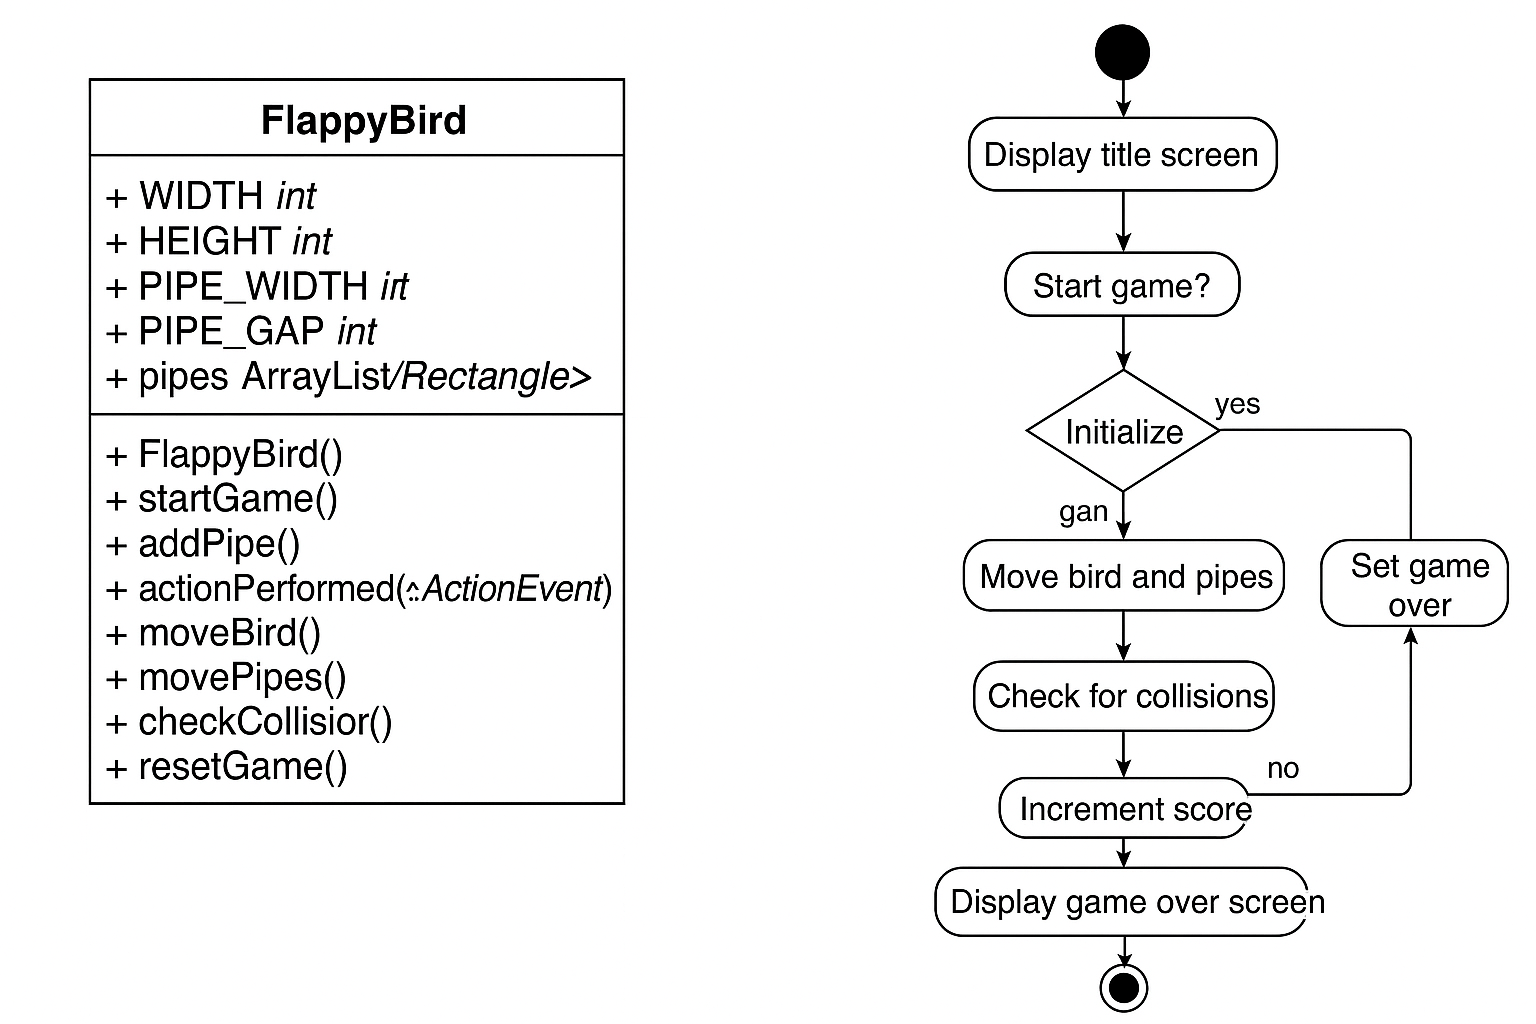 FlappyBird
+ WIDTH int
+ HEIGHT int
+ PIPE_WIDTH irt
+ PIPE_GAP int
+ pipes ArrayList/Rectangle>
+ FlappyBird()
+ startGame()
+ addPipe()
+ actionPerformed(:ActionEvent)
+ moveBird()
+ movePipes()
+ checkCollisior()
+ resetGame()
Display title screen
Start game?
Initialize
yes
gan
Move bird and pipes
Set game
over
Check for collisions
no
Increment score
Display game over screen